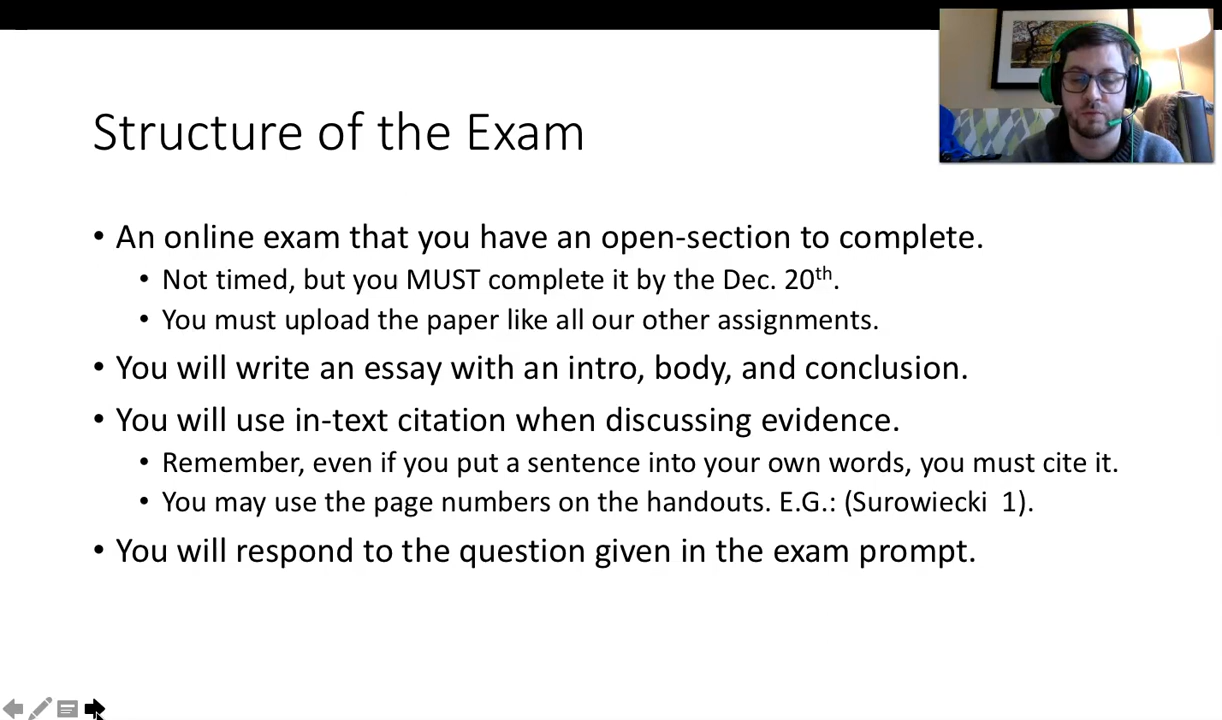 Structure of the Exam
• An online exam that you have an open-section to complete.
• Not timed, but you MUST complete it by the Dec. 20th.
• You must upload the paper like all our other assignments.
• You will write an essay with an intro, body, and conclusion.
• You will use in-text citation when discussing evidence.
• Remember, even if you put a sentence into your own words, you must cite it.
• You may use the page numbers on the handouts. E.G.: (Surowiecki 1).
• You will respond to the question given in the exam prompt.